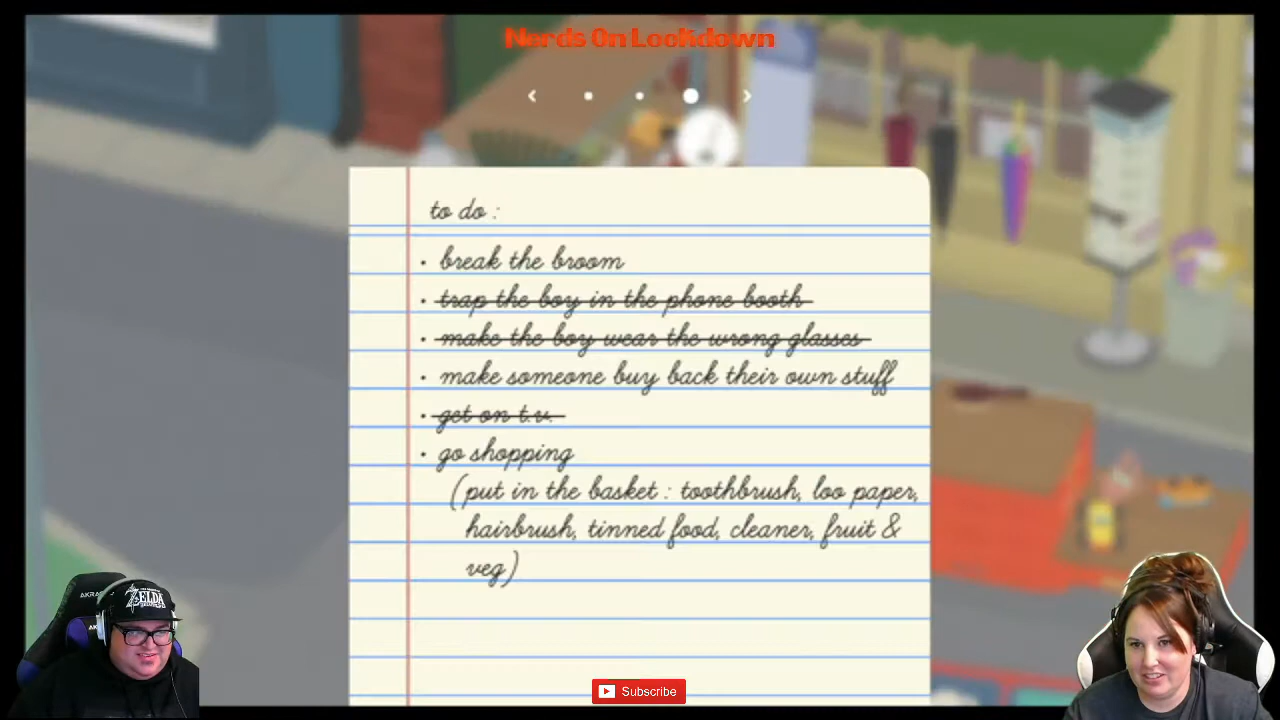 Nerds On Lockdown
to do :
• break the broom
• trap the boy in the phone booth
• make the boy wear the wrong glasses
• make someone buy back their own stuff
• get on t.v.
• go shopping
(put in the basket : toothbrush, loo paper,
hairbrush, tinned food, cleaner, fruit &
veg)
ZELDA
Subscribe